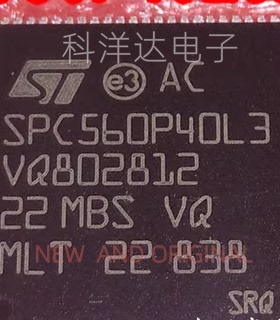 科洋达电子
ST e3 AC
SPC560P40L3
VQ802812
22 MBS VQ
NEW AND ORIGINAL
MLT 22 838
SRQ